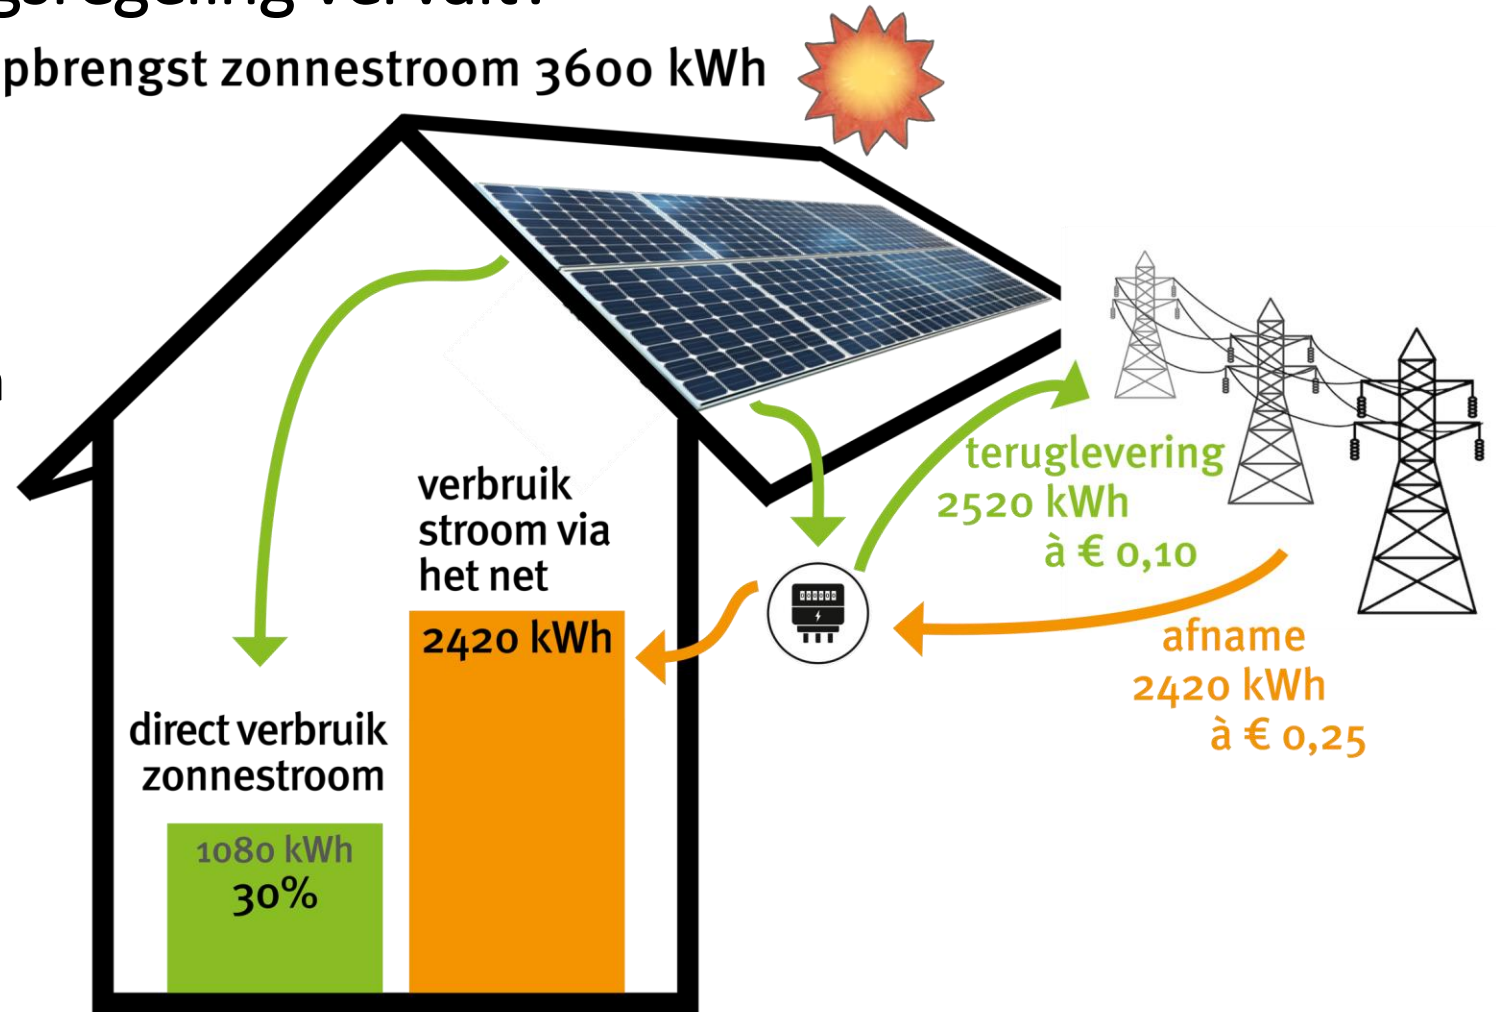 opbrengst zonnestroom 3600 kWh
verbruik
stroom via
het net
2420 kWh
direct verbruik
zonnestroom
1080 kWh
30%
teruglevering
2520 kWh
à € 0,10
afname
2420 kWh
à € 0,25